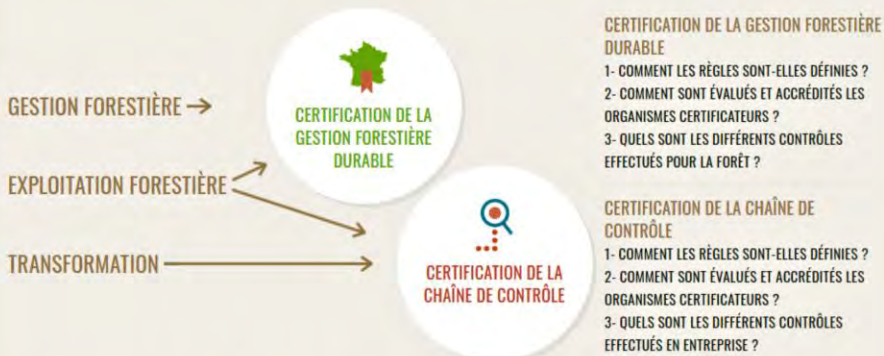 GESTION FORESTIÈRE
EXPLOITATION FORESTIÈRE
TRANSFORMATION
CERTIFICATION DE LA
GESTION FORESTIÈRE
DURABLE
CERTIFICATION DE LA
CHAÎNE DE CONTRÔLE
CERTIFICATION DE LA GESTION FORESTIÈRE
DURABLE
1- COMMENT LES RÈGLES SONT-ELLES DÉFINIES ?
2- COMMENT SONT ÉVALUÉS ET ACCRÉDITÉS LES
ORGANISMES CERTIFICATEURS ?
3- QUELS SONT LES DIFFÉRENTS CONTRÔLES
EFFECTUÉS POUR LA FORÊT ?
CERTIFICATION DE LA CHAÎNE DE
CONTRÔLE
1- COMMENT LES RÈGLES SONT-ELLES DÉFINIES ?
2- COMMENT SONT ÉVALUÉS ET ACCRÉDITÉS LES
ORGANISMES CERTIFICATEURS ?
3- QUELS SONT LES DIFFÉRENTS CONTRÔLES
EFFECTUÉS EN ENTREPRISE ?